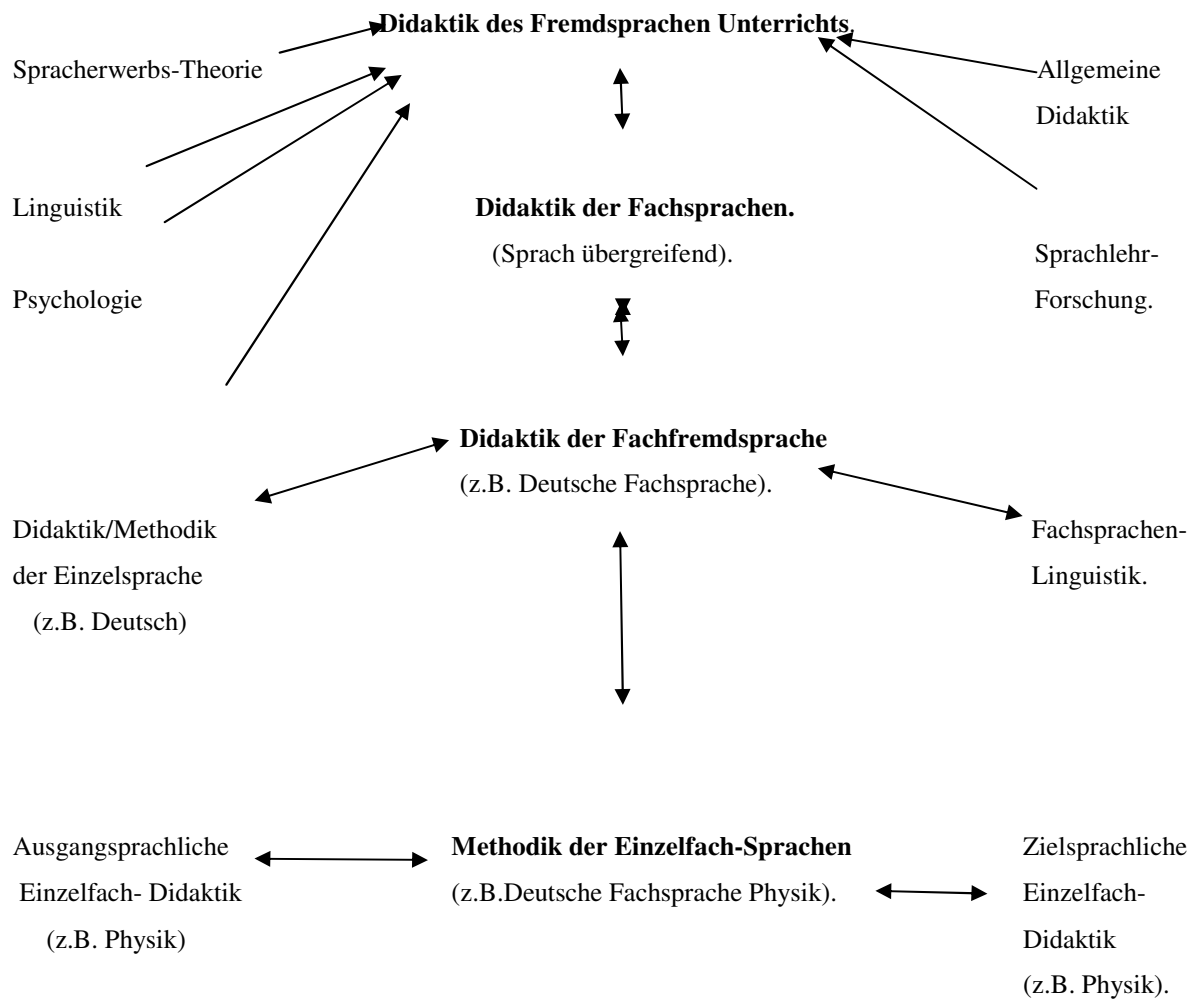 Didaktik des Fremdsprachen Unterrichts.
Spracherwerbs-Theorie
Allgemeine
Didaktik
Linguistik
Didaktik der Fachsprachen.
(Sprach übergreifend).
Sprachlehr-
Forschung.
Psychologie
Didaktik der Fachfremdsprache
(z.B. Deutsche Fachsprache).
Didaktik/Methodik
der Einzelsprache
(z.B. Deutsch)
Fachsprachen-
Linguistik.
Ausgangsprachliche
Einzelfach- Didaktik
(z.B. Physik)
Methodik der Einzelfach-Sprachen
(z.B.Deutsche Fachsprache Physik).
Zielsprachliche
Einzelfach-
Didaktik
(z.B. Physik).